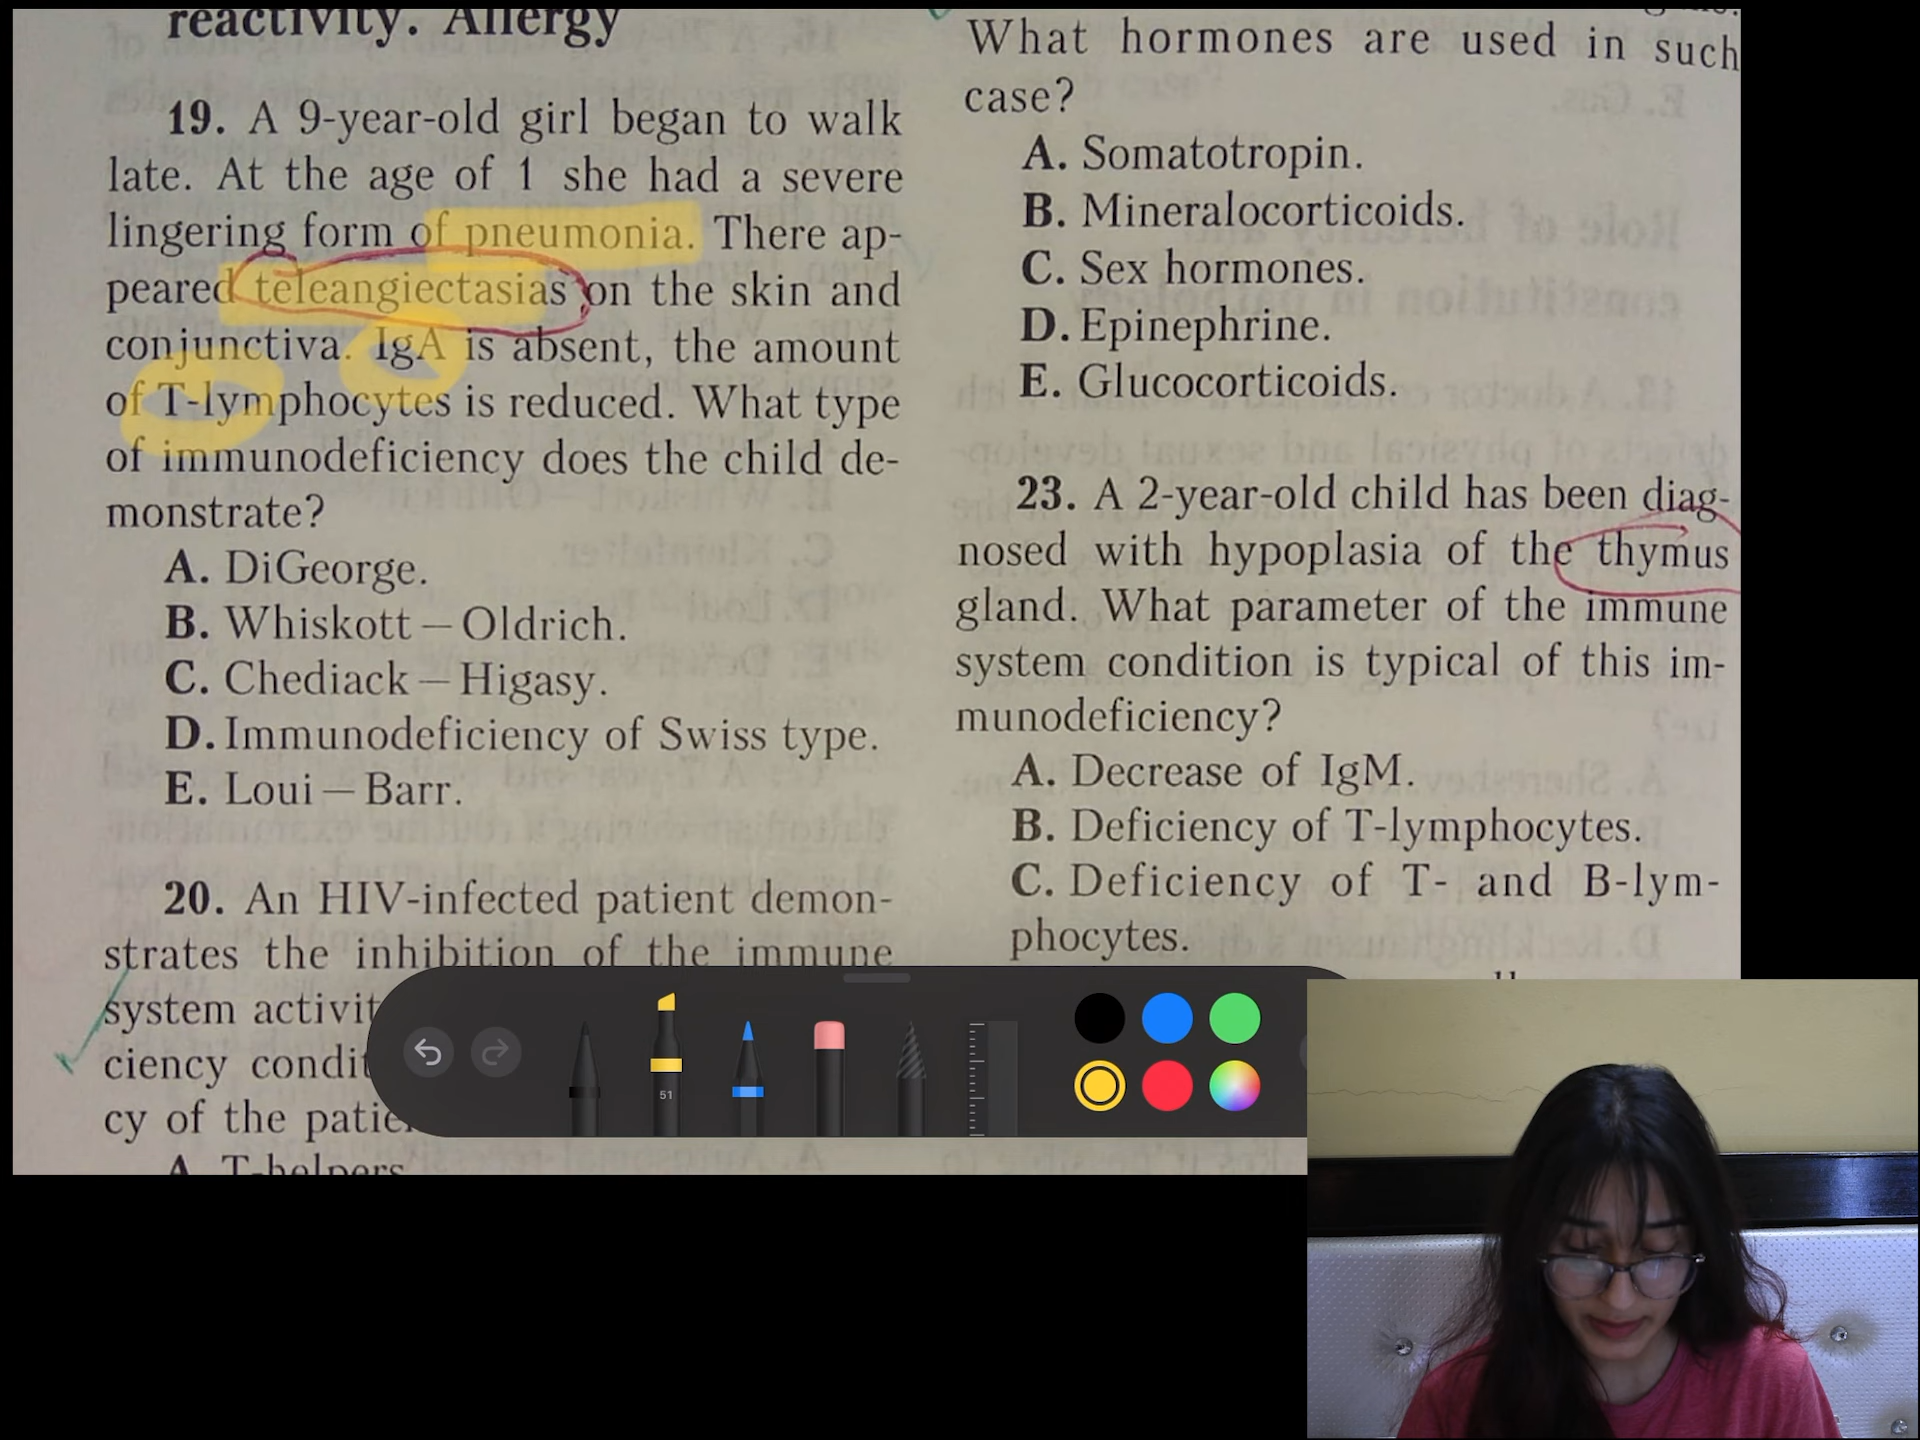 reactivity. Allergy
19. A 9-year-old girl began to walk
late. At the age of 1 she had a severe
lingering form of pneumonia. There ap-
peared teleangiectasias on the skin and
conjunctiva. IgA is absent, the amount
of T-lymphocytes is reduced. What type
of immunodeficiency does the child de-
monstrate?
A. DiGeorge.
B. Whiskott — Oldrich.
C. Chediack — Higasy.
D. Immunodeficiency of Swiss type.
E. Loui — Barr.
20. An HIV-infected patient demon-
strates the inhibition of the immune
system activit
ciency condit
cy of the patie
A. T-helpers
What hormones are used in such
case?
A. Somatotropin.
B. Mineralocorticoids.
C. Sex hormones.
D. Epinephrine.
E. Glucocorticoids.
23. A 2-year-old child has been diag-
nosed with hypoplasia of the thymus
gland. What parameter of the immune
system condition is typical of this im-
munodeficiency?
A. Decrease of IgM.
B. Deficiency of T-lymphocytes.
C. Deficiency of T- and B-lym-
phocytes.
51